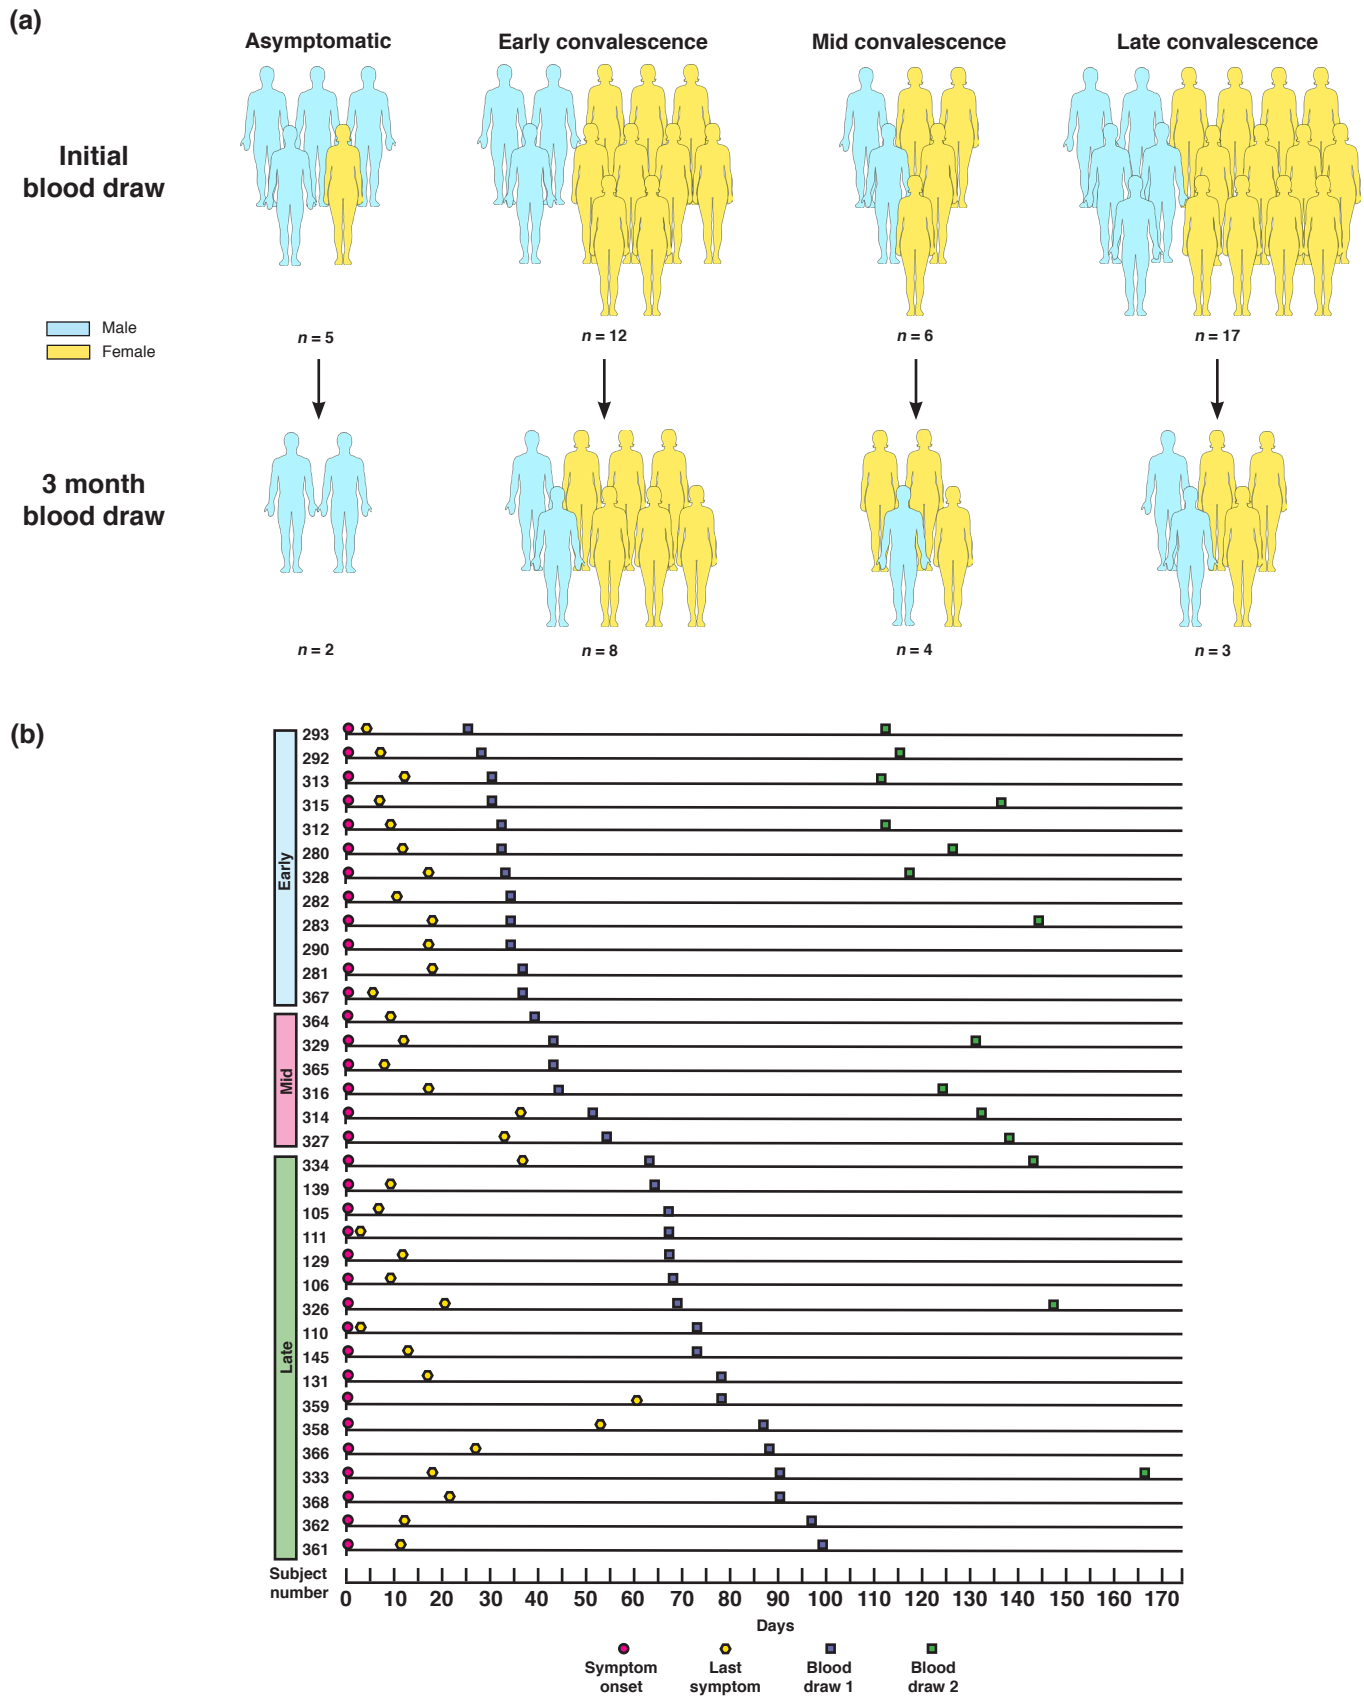 (a)
Asymptomatic
Early convalescence
Mid convalescence
Late convalescence
Initial
blood draw
Male
Female
n = 5
n = 12
n = 6
n = 17
3 month
blood draw
n = 2
n = 8
n = 4
n = 3
(b)
Early
293
292
313
315
312
280
328
282
283
290
281
367
Mid
364
329
365
316
314
327
Late
334
139
105
111
129
106
326
110
145
131
359
358
366
333
368
362
361
Subject
number
0 10 20 30 40 50 60 70 80 90 100 110 120 130 140 150 160 170
Days
Symptom
onset
Last
symptom
Blood
draw 1
Blood
draw 2